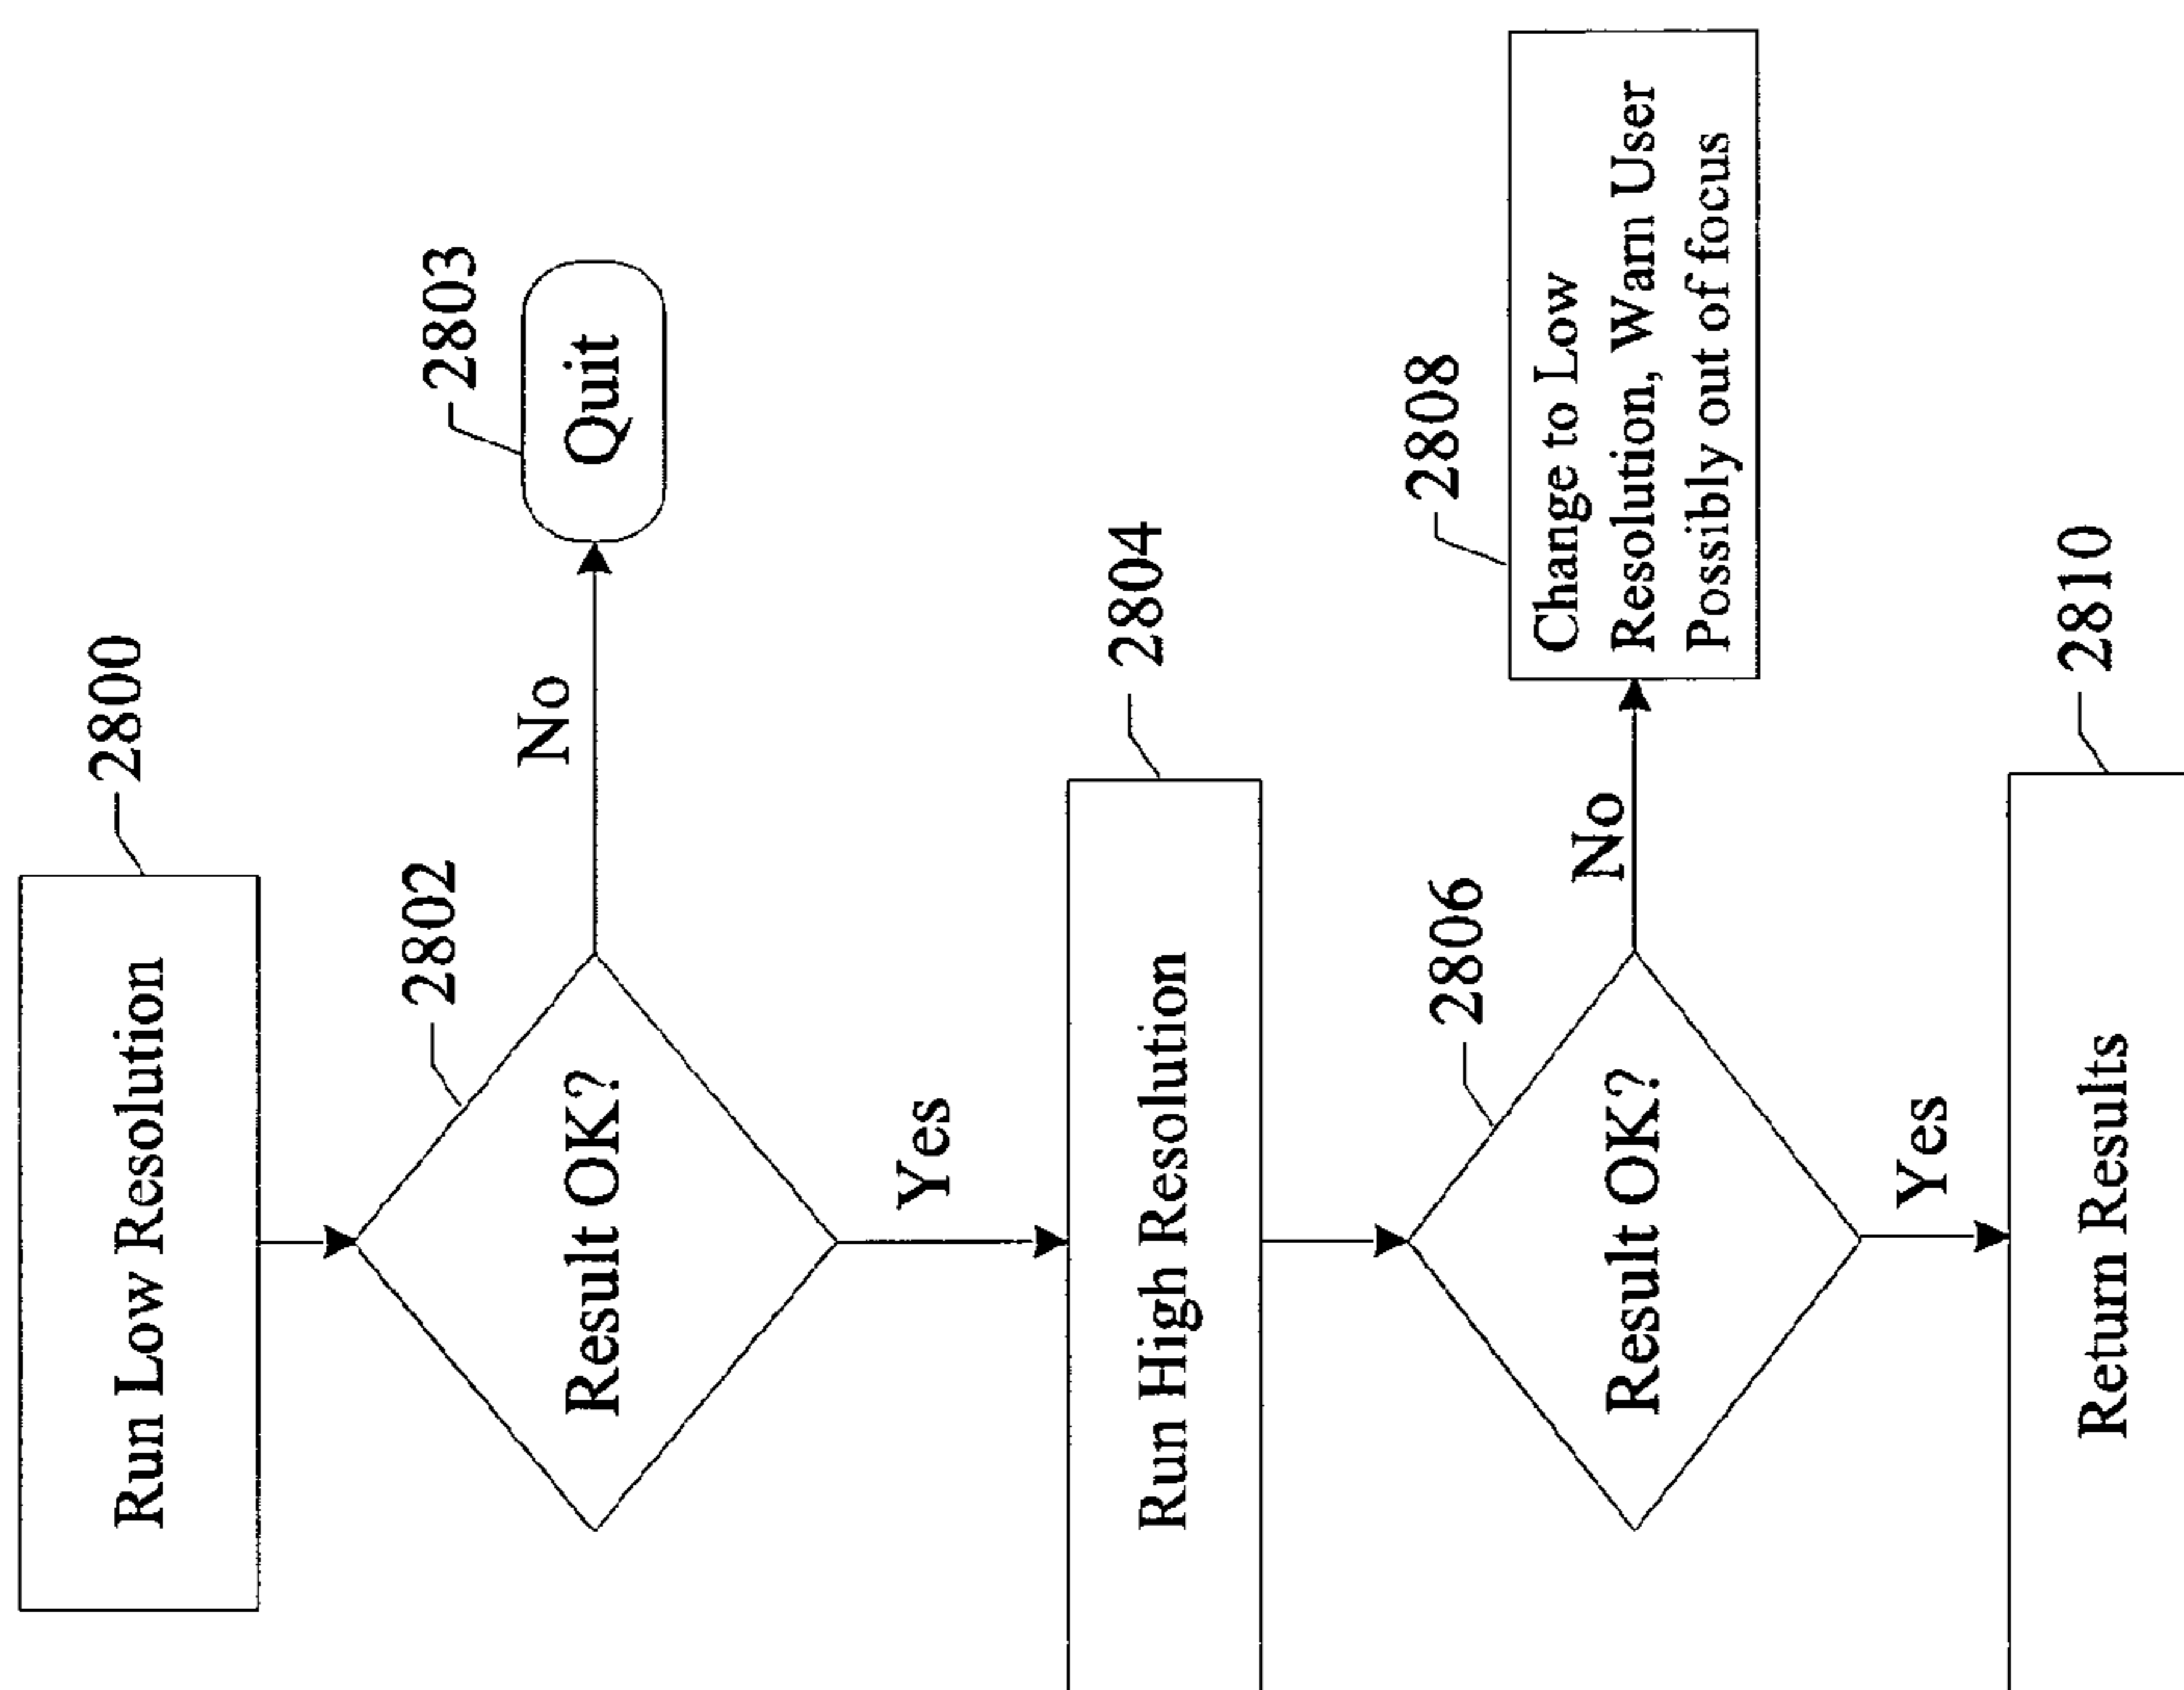 2800
Run Low Resolution
2802
Result OK?
No
2803
Quit
Yes
2804
Run High Resolution
2806
Result OK?
No
2808
Change to Low
Resolution, Warn User
Possibly out of focus
Yes
2810
Return Results